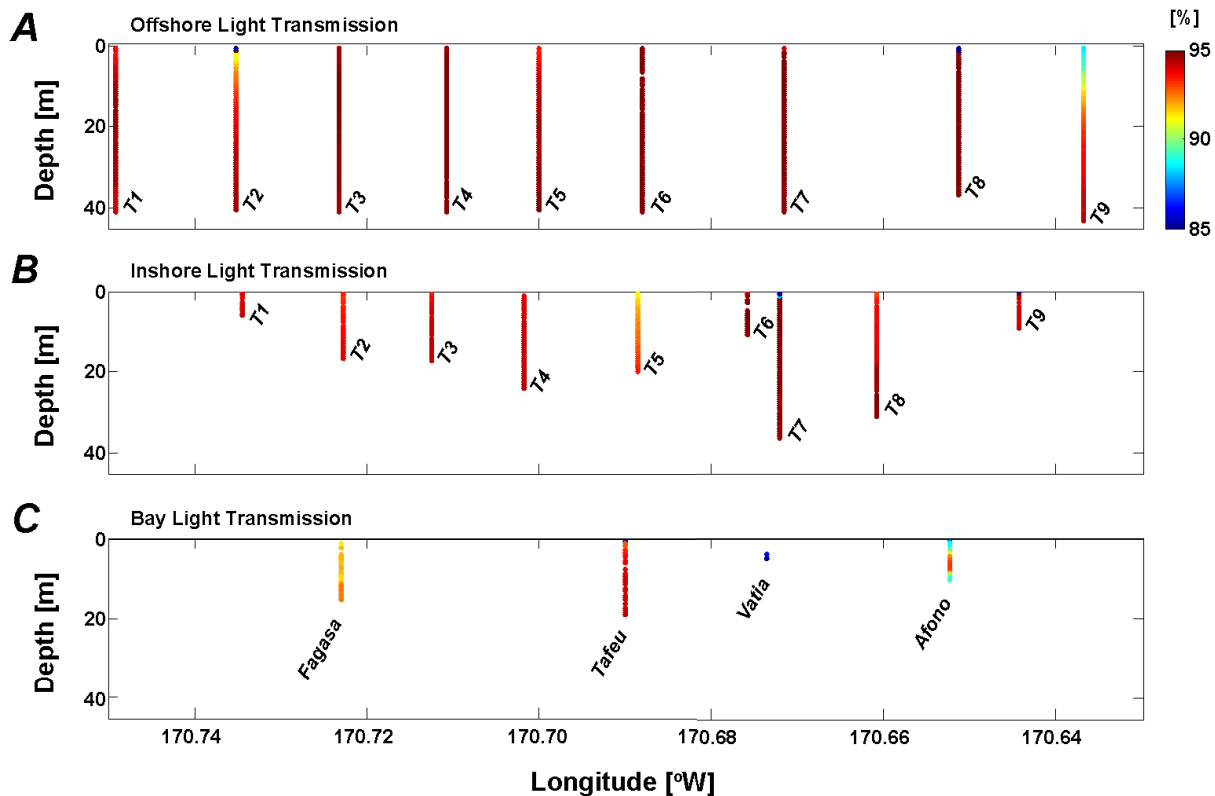 A
Offshore Light Transmission
[%]
0
20
40
Depth [m]
T1
T2
T3
T4
T5
T6
T7
T8
T9
95
90
85
B
Inshore Light Transmission
0
20
40
Depth [m]
T1
T2
T3
T4
T5
T6
T7
T8
T9
C
Bay Light Transmission
0
20
40
Depth [m]
Fagasa
Tafeu
Vatia
Afono
170.74
170.72
170.70
170.68
170.66
170.64
Longitude [ºW]